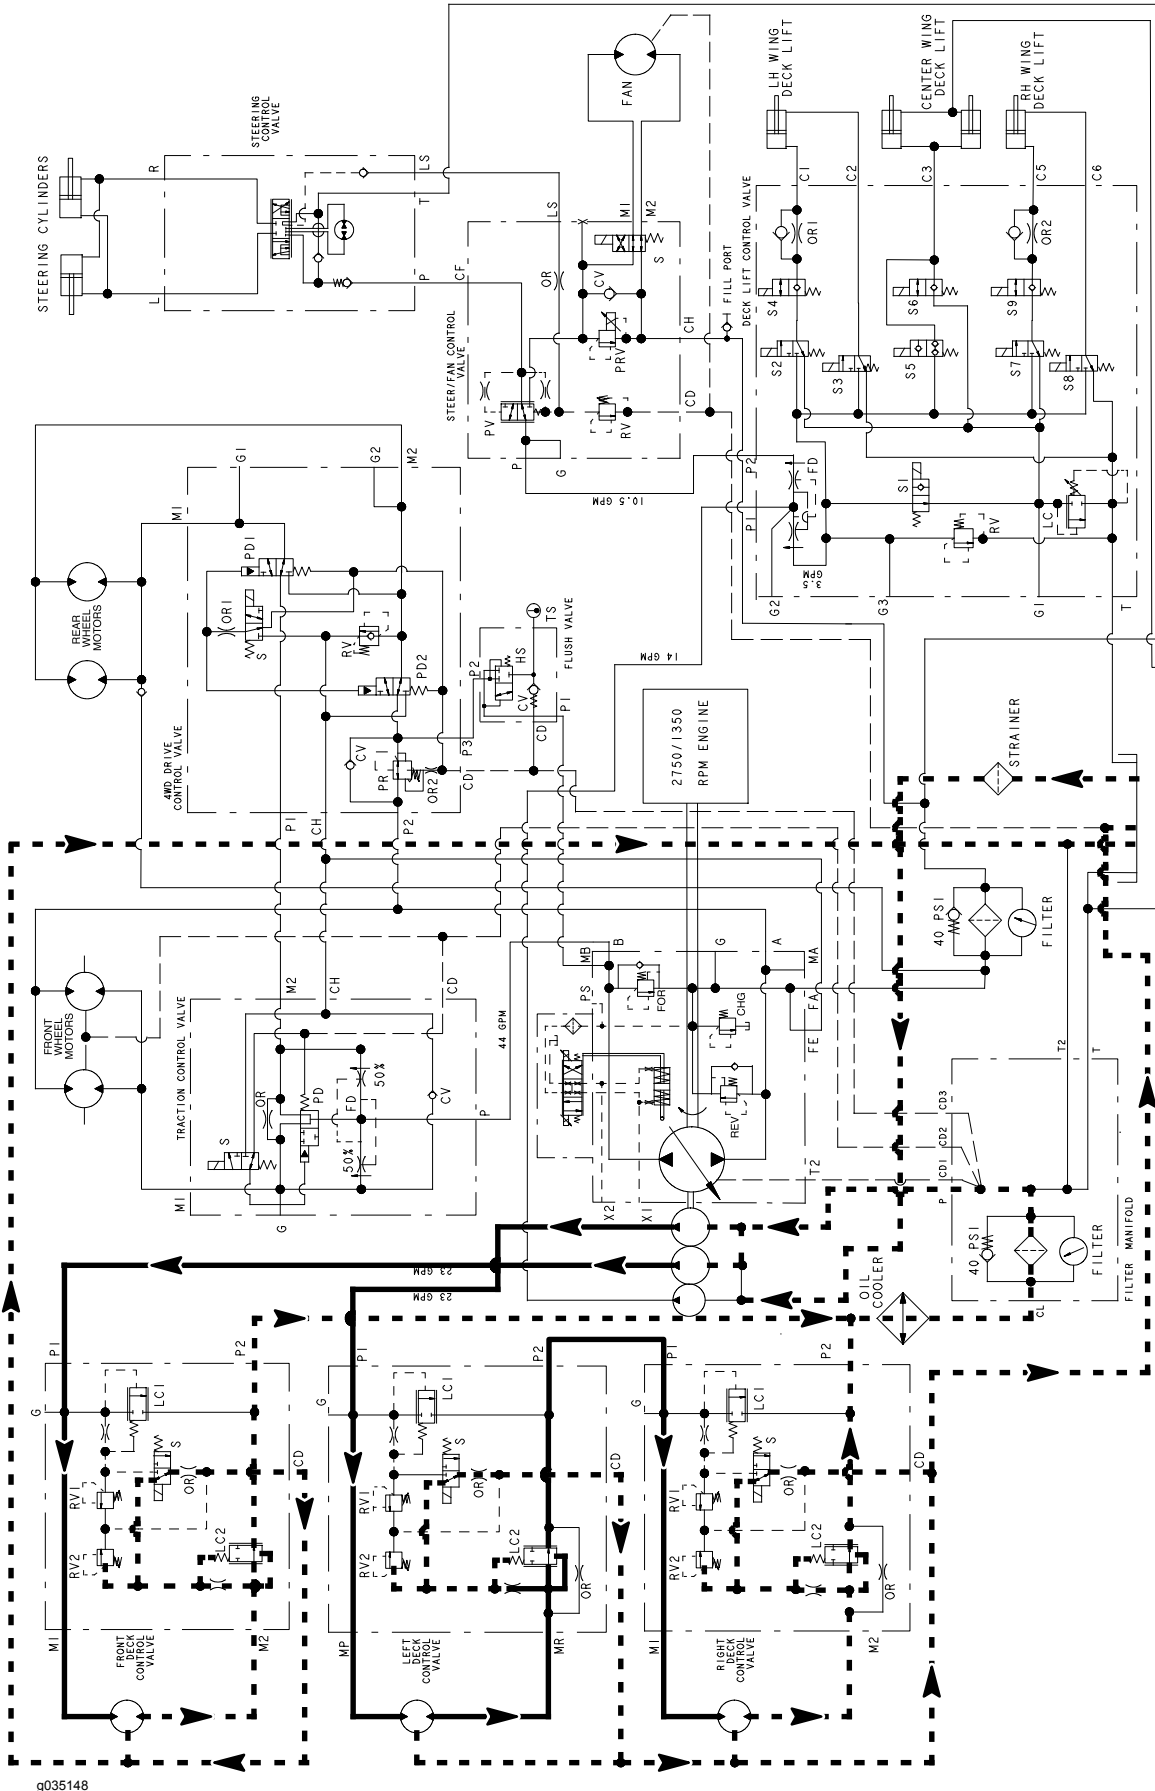 STEERING CYLINDERS
L
R
STEERING
CONTROL
VALVE
P
T
LS
FAN
STEER/FAN CONTROL
VALVE
CF
LS
M1
M2
OR
CV
S
PV
PRV
RV
P
G
CD
CH
FILL PORT
10.5 GPM
LH WING
DECK LIFT
CENTER WING
DECK LIFT
RH WING
DECK LIFT
DECK LIFT CONTROL VALVE
C1
C2
C3
C5
C6
OR1
OR2
S4
S6
S9
S2
S3
S5
S7
S8
S1
P1
P2
FD
3.5
GPM
RV
LC
G2
G3
G1
T
REAR
WHEEL
MOTORS
4WD DRIVE
CONTROL VALVE
M1
G1
G2
M2
PD1
OR1
S
RV
PD2
CV
PR
OR2
P1
CH
P2
CD
P3
P2
HS
TS
CV
CD
P1
FLUSH VALVE
14 GPM
2750/1350
RPM ENGINE
STRAINER
FRONT
WHEEL
MOTORS
TRACTION CONTROL VALVE
M2
CH
CD
OR
PD
S
FD
50%
50%
CV
M1
G
P
44 GPM
MB
B
G
A
MA
PS
FOR
CHG
REV
FE
FA
T2
X2
X1
40 PSI
FILTER
T2
T
P
CD1
CD2
CD3
40 PSI
FILTER
CL
FILTER MANIFOLD
OIL
COOLER
23 GPM
23 GPM
P1
P2
G
LC1
S
OR
RV1
RV2
LC2
CD
M1
M2
FRONT
DECK
CONTROL
VALVE
P1
P2
G
LC1
S
OR
RV1
RV2
LC2
OR
CD
MP
MR
LEFT
DECK
CONTROL
VALVE
P1
P2
G
LC1
S
OR
RV1
RV2
LC2
OR
CD
M1
M2
RIGHT
DECK
CONTROL
VALVE
g035148